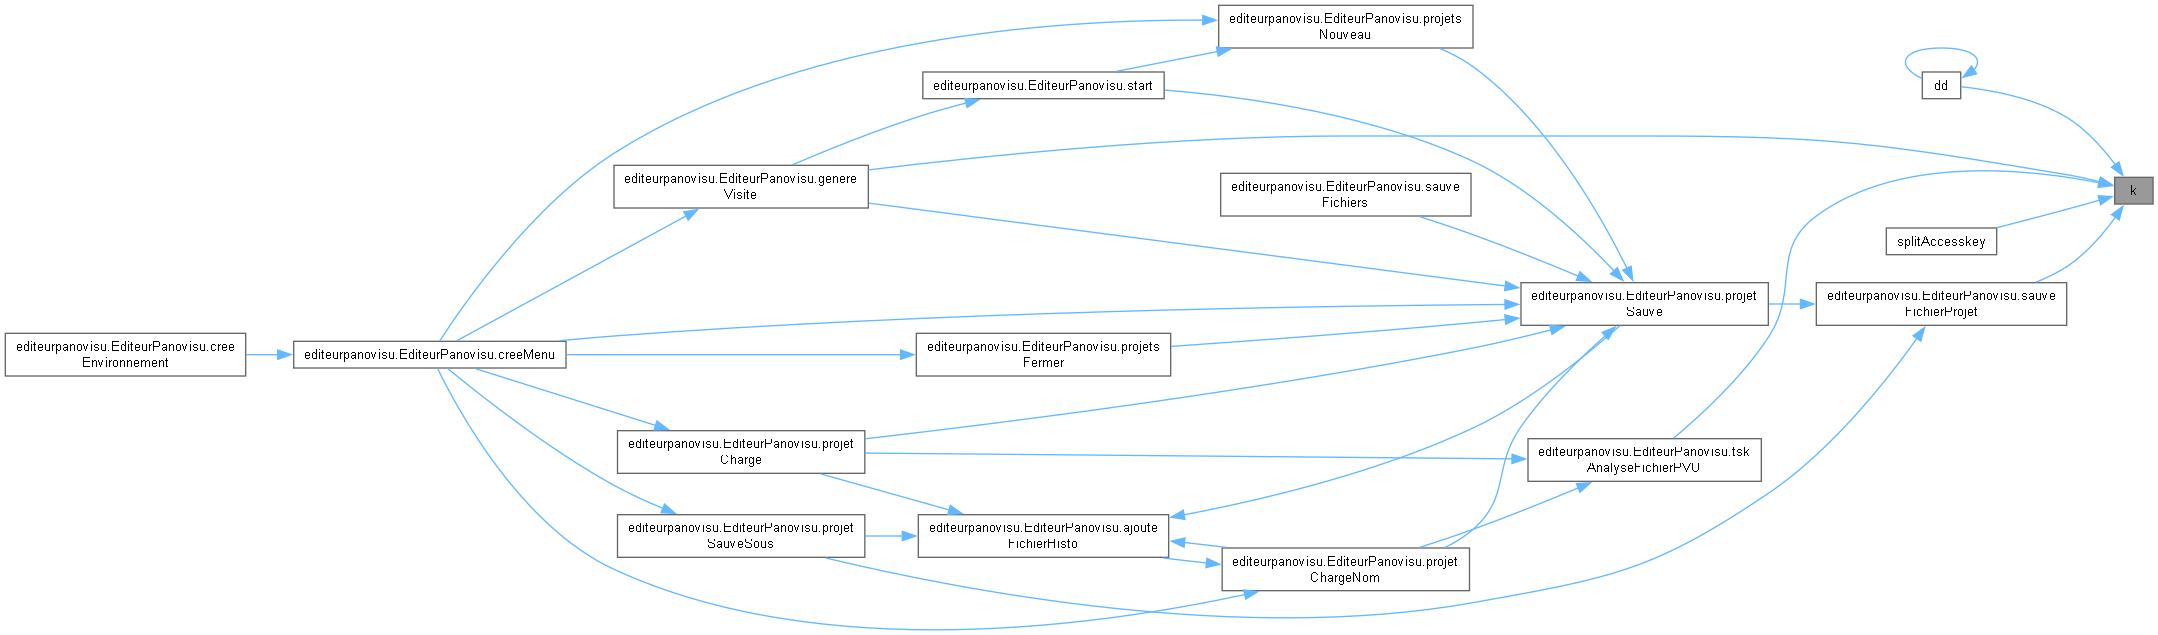 editeurpanovisu.EditeurPanovisu.projets
Nouveau
editeurpanovisu.EditeurPanovisu.start
dd
editeurpanovisu.EditeurPanovisu.genere
Visite
editeurpanovisu.EditeurPanovisu.sauve
Fichiers
k
splitAccesskey
editeurpanovisu.EditeurPanovisu.projet
Sauve
editeurpanovisu.EditeurPanovisu.sauve
FichierProjet
editeurpanovisu.EditeurPanovisu.cree
Environnement
editeurpanovisu.EditeurPanovisu.creeMenu
editeurpanovisu.EditeurPanovisu.projets
Fermer
editeurpanovisu.EditeurPanovisu.projet
Charge
editeurpanovisu.EditeurPanovisu.tsk
AnalyseFichierPVU
editeurpanovisu.EditeurPanovisu.projet
SauveSous
editeurpanovisu.EditeurPanovisu.ajoute
FichierHisto
editeurpanovisu.EditeurPanovisu.projet
ChargeNom